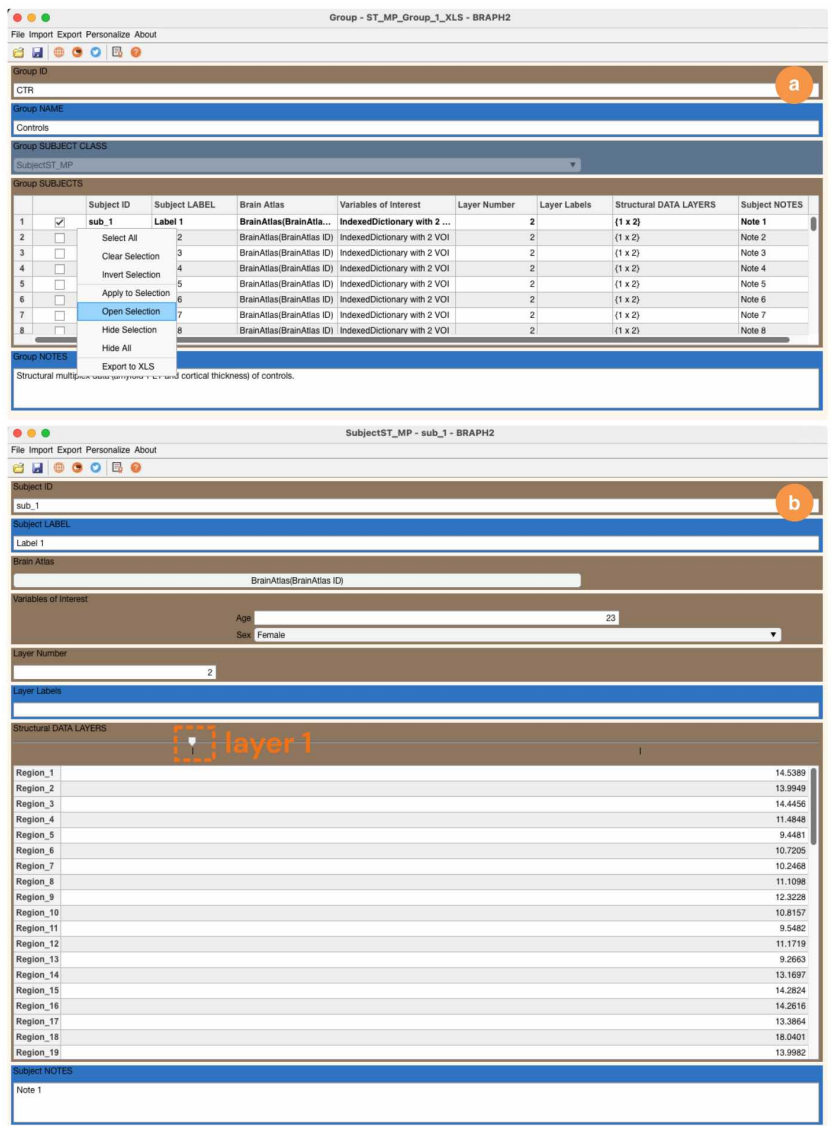 Group - ST_MP_Group_1_XLS - BRAPH2
File Import Export Personalize About
Group ID
a
CTR
Group NAME
Controls
Group SUBJECT CLASS
SubjectST_MP
Group SUBJECTS
Subject ID Subject LABEL Brain Atlas Variables of Interest Layer Number Layer Labels Structural DATA LAYERS Subject NOTES
1 sub_1 Label 1 BrainAtlas(BrainAtla... IndexedDictionary with 2 ... 2 {1 x 2} Note 1
2 Select All 2 BrainAtlas(BrainAtlas ID) IndexedDictionary with 2 VOI 2 {1 x 2} Note 2
3 Clear Selection 3 BrainAtlas(BrainAtlas ID) IndexedDictionary with 2 VOI 2 {1 x 2} Note 3
4 Invert Selection 4 BrainAtlas(BrainAtlas ID) IndexedDictionary with 2 VOI 2 {1 x 2} Note 4
5 Apply to Selection 5 BrainAtlas(BrainAtlas ID) IndexedDictionary with 2 VOI 2 {1 x 2} Note 5
6 6 BrainAtlas(BrainAtlas ID) IndexedDictionary with 2 VOI 2 {1 x 2} Note 6
7 Open Selection 7 BrainAtlas(BrainAtlas ID) IndexedDictionary with 2 VOI 2 {1 x 2} Note 7
8 Hide Selection 8 BrainAtlas(BrainAtlas ID) IndexedDictionary with 2 VOI 2 {1 x 2} Note 8
Hide All
Group NOTES
Export to XLS
Structural and cortical thickness) of controls.
SubjectST_MP - sub_1 - BRAPH2
File Import Export Personalize About
Subject ID
b
sub_1
Subject LABEL
Label 1
Brain Atlas
BrainAtlas(BrainAtlas ID)
Variables of Interest
Age 23
Sex Female
Layer Number
2
Layer Labels
Structural DATA LAYERS
layer 1
Region_1 14.5389
Region_2 13.9949
Region_3 14.4456
Region_4 11.4848
Region_5 9.4481
Region_6 10.7205
Region_7 10.2468
Region_8 11.1098
Region_9 12.3228
Region_10 10.8157
Region_11 9.5482
Region_12 11.1719
Region_13 9.2663
Region_14 13.1697
Region_15 14.2824
Region_16 14.2616
Region_17 13.3864
Region_18 18.0401
Region_19 13.9982
Subject NOTES
Note 1